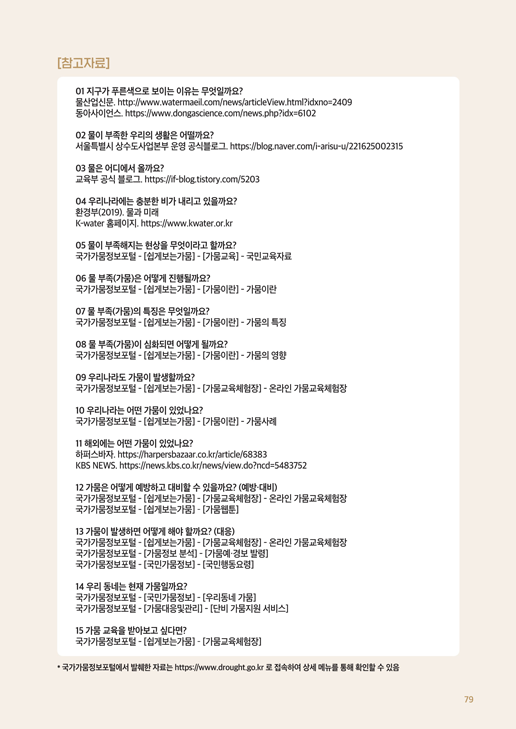 [참고자료]
01 지구가 푸른색으로 보이는 이유는 무엇일까요?
물산업신문. http://www.watermaeil.com/news/articleView.html?idxno=2409
동아사이언스. https://www.dongascience.com/news.php?idx=6102
02 물이 부족한 우리의 생활은 어떨까요?
서울특별시 상수도사업본부 운영 공식블로그. https://blog.naver.com/i-arisu-u/221625002315
03 물은 어디에서 올까요?
교육부 공식 블로그. https://if-blog.tistory.com/5203
04 우리나라에는 충분한 비가 내리고 있을까요?
환경부(2019). 물과 미래
K-water 홈페이지. https://www.kwater.or.kr
05 물이 부족해지는 현상을 무엇이라고 할까요?
국가가뭄정보포털 - [쉽게보는가뭄] - [가뭄교육] - 국민교육자료
06 물 부족(가뭄)은 어떻게 진행될까요?
국가가뭄정보포털 - [쉽게보는가뭄] - [가뭄이란] - 가뭄이란
07 물 부족(가뭄)의 특징은 무엇일까요?
국가가뭄정보포털 - [쉽게보는가뭄] - [가뭄이란] - 가뭄의 특징
08 물 부족(가뭄)이 심화되면 어떻게 될까요?
국가가뭄정보포털 - [쉽게보는가뭄] - [가뭄이란] - 가뭄의 영향
09 우리나라도 가뭄이 발생할까요?
국가가뭄정보포털 - [쉽게보는가뭄] - [가뭄교육체험장] - 온라인 가뭄교육체험장
10 우리나라는 어떤 가뭄이 있었나요?
국가가뭄정보포털 - [쉽게보는가뭄] - [가뭄이란] - 가뭄사례
11 해외에는 어떤 가뭄이 있었나요?
하퍼스바자. https://harpersbazaar.co.kr/article/68383
KBS NEWS. https://news.kbs.co.kr/news/view.do?ncd=5483752
12 가뭄은 어떻게 예방하고 대비할 수 있을까요? (예방·대비)
국가가뭄정보포털 - [쉽게보는가뭄] - [가뭄교육체험장] - 온라인 가뭄교육체험장
국가가뭄정보포털 - [쉽게보는가뭄] - [가뭄웹툰]
13 가뭄이 발생하면 어떻게 해야 할까요? (대응)
국가가뭄정보포털 - [쉽게보는가뭄] - [가뭄교육체험장] - 온라인 가뭄교육체험장
국가가뭄정보포털 - [가뭄정보 분석] - [가뭄예·경보 발령]
국가가뭄정보포털 - [국민가뭄정보] - [국민행동요령]
14 우리 동네는 현재 가뭄일까요?
국가가뭄정보포털 - [국민가뭄정보] - [우리동네 가뭄]
국가가뭄정보포털 - [가뭄대응및관리] - [단비 가뭄지원 서비스]
15 가뭄 교육을 받아보고 싶다면?
국가가뭄정보포털 - [쉽게보는가뭄] - [가뭄교육체험장]
* 국가가뭄정보포털에서 발췌한 자료는 https://www.drought.go.kr 로 접속하여 상세 메뉴를 통해 확인할 수 있음
79